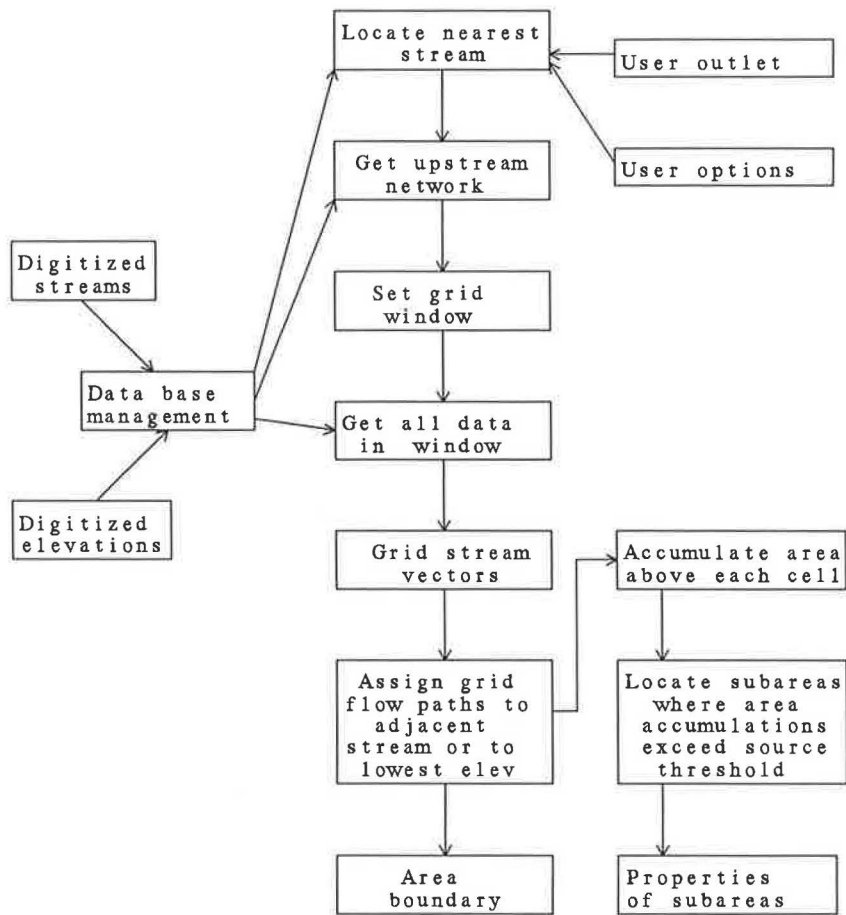 Locate nearest
stream
User outlet
Get upstream
network
User options
Digitized
streams
Set grid
window
Data base
management
Get all data
in window
Digitized
elevations
Grid stream
vectors
Accumulate area
above each cell
Assign grid
flow paths to
adjacent
stream or to
lowest elev
Locate subareas
where area
accumulations
exceed source
threshold
Area
boundary
Properties
of subareas